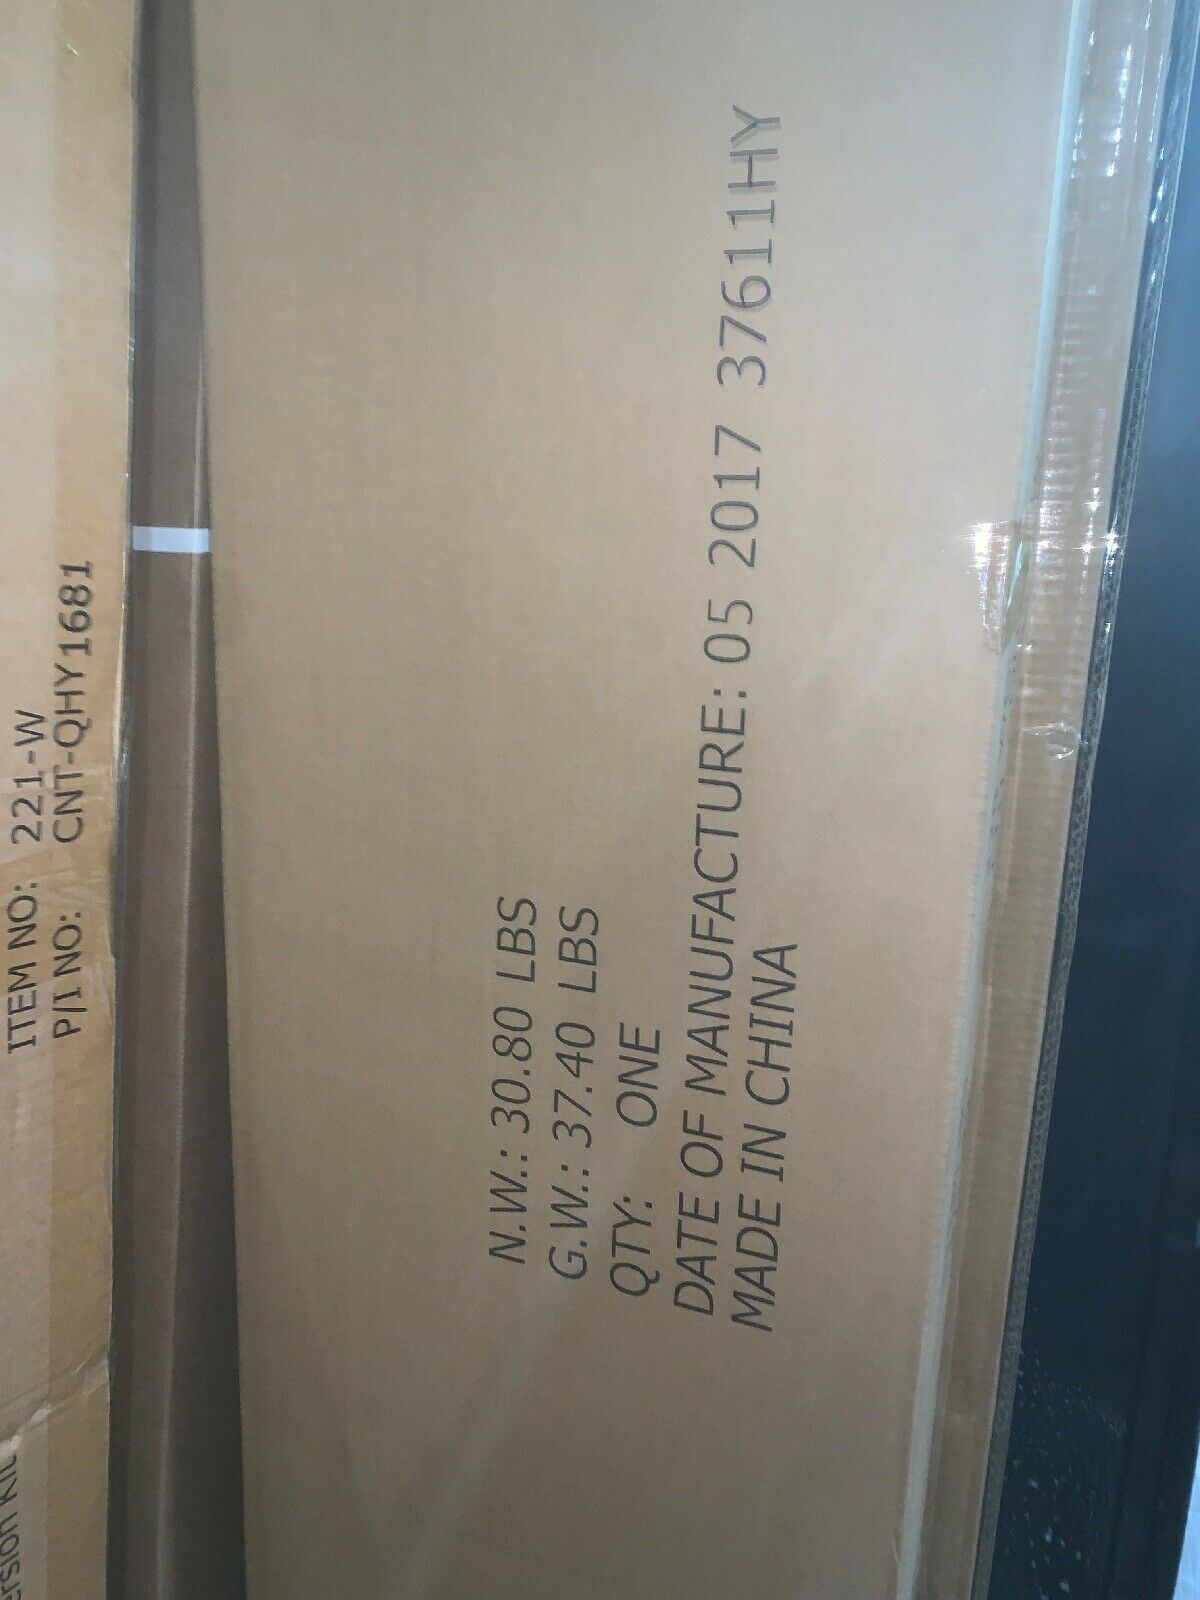 ITEM NO: 221-W
P/I NO: CNT-QHY1681
N.W.: 30.80 LBS
G.W.: 37.40 LBS
QTY: ONE
DATE OF MANUFACTURE: 05 2017 37611HY
MADE IN CHINA